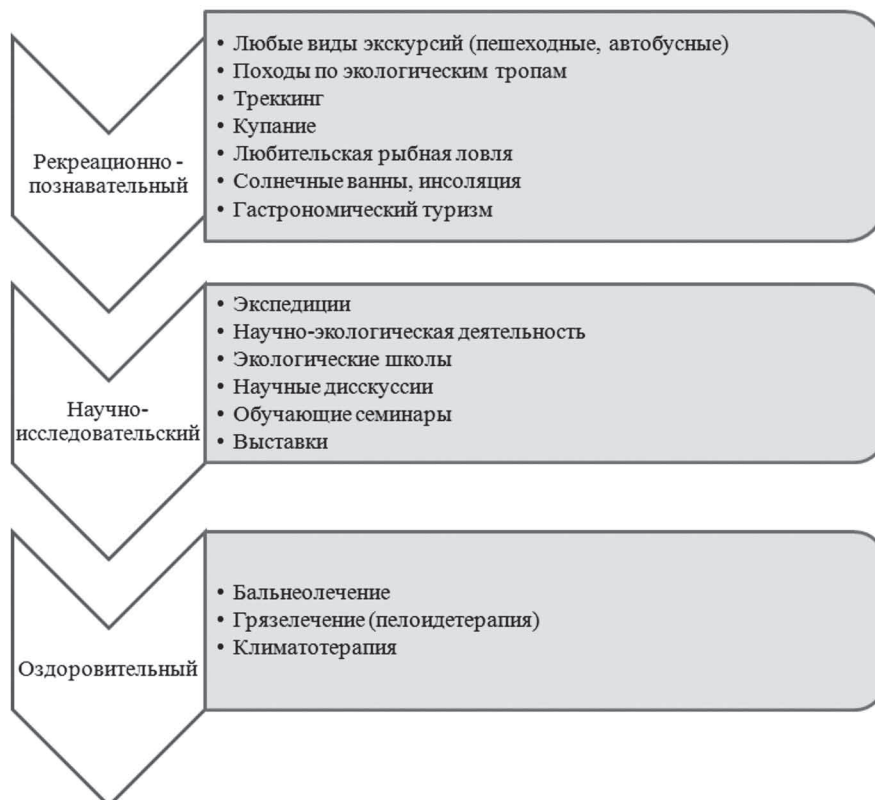 Рекреационно -
познавательный
• Любые виды экскурсий (пешеходные, автобусные)
• Походы по экологическим тропам
• Треккинг
• Купание
• Любительская рыбная ловля
• Солнечные ванны, инсоляция
• Гастрономический туризм
Научно-
исследовательский
• Экспедиции
• Научно-экологическая деятельность
• Экологические школы
• Научные дисскуссии
• Обучающие семинары
• Выставки
Оздоровительный
• Бальнеолечение
• Грязелечение (пелоидетерапия)
• Климатотерапия